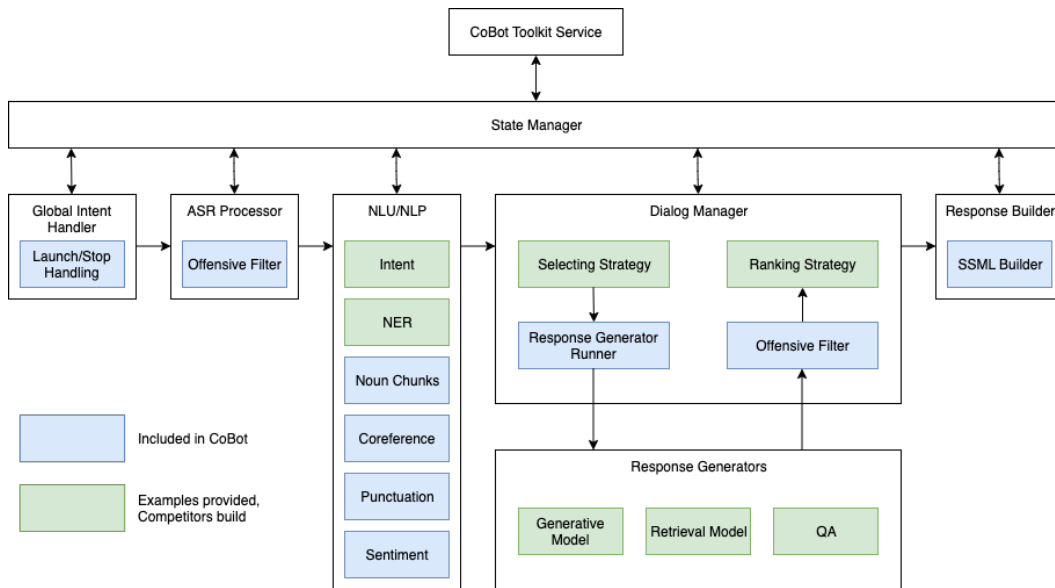 CoBot Toolkit Service
State Manager
Global Intent
Handler
Launch/Stop
Handling
ASR Processor
Offensive Filter
NLU/NLP
Intent
NER
Noun Chunks
Coreference
Punctuation
Sentiment
Dialog Manager
Selecting Strategy
Response Generator
Runner
Ranking Strategy
Offensive Filter
Response Builder
SSML Builder
Response Generators
Generative
Model
Retrieval Model
QA
Included in CoBot
Examples provided,
Competitors build